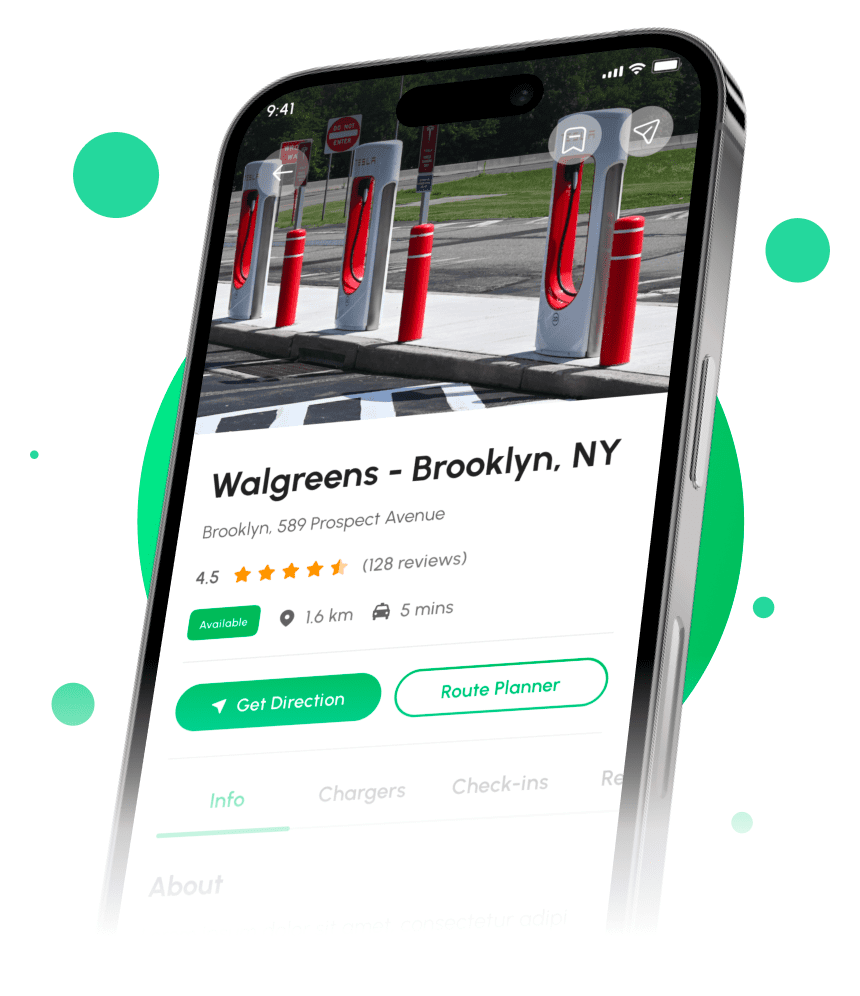 9:41
DO NOT
ENTER
TESLA
Walgreens - Brooklyn, NY
Brooklyn, 589 Prospect Avenue
4.5 (128 reviews)
Available 1.6 km 5 mins
Get Direction Route Planner
Info Chargers Check-ins Re
About
amet, consectetur adipi